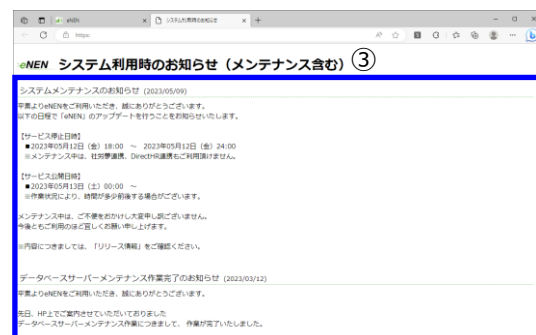 eNEN
システム利用時のお知らせ
https:
eNEN システム利用時のお知らせ（メンテナンス含む） ③
システムメンテナンスのお知らせ (2023/05/09)
平素よりeNENをご利用いただき、誠にありがとうございます。
以下の日程で「eNEN」のアップデートを行うことをお知らせいたします。
【サービス停止日時】
■2023年05月12日（金）18:00 ～ 2023年05月12日（金）24:00
※メンテナンス中は、社労夢連携、DirectHR連携もご利用頂けません。
【サービス公開日時】
■2023年05月13日（土）00:00 ～
※作業状況により、時間が多少前後する場合がございます。
メンテナンス中は、ご不便をおかけし大変申し訳ございません。
今後ともご利用のほど宜しくお願い申し上げます。
※内容につきましては、「リリース情報」をご確認ください。
データベースサーバーメンテナンス作業完了のお知らせ (2023/03/12)
平素よりeNENをご利用いただき、誠にありがとうございます。
先日、HP上でご案内させていただいておりました
データベースサーバーメンテナンス作業につきまして、 作業が完了いたしました。